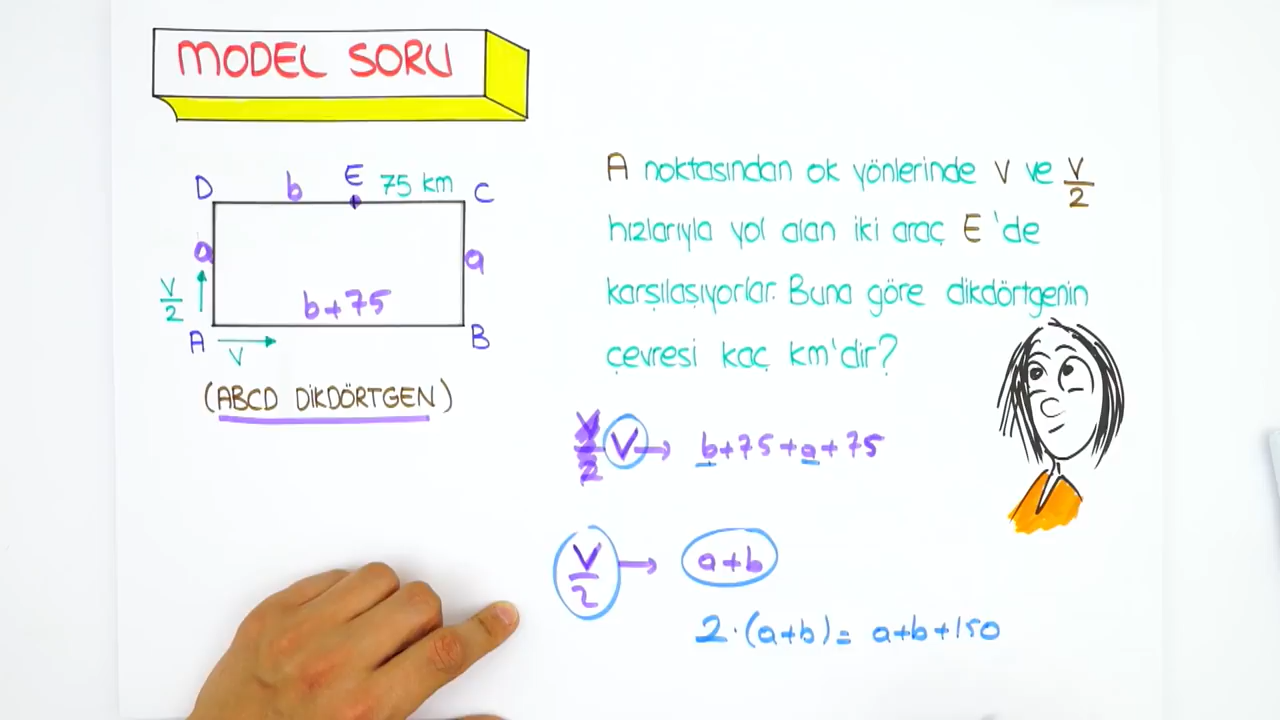 MODEL SORU
D b E 75 km C
a a
V/2
b+75
A B
V
(ABCD DİKDÖRTGEN)
A noktasından ok yönlerinde V ve V/2
hızlarıyla yol alan iki araç E'de
karşılaşıyorlar. Buna göre dikdörtgenin
çevresi kaç km'dir?
V → b+75+a+75
V/2 → a+b
2·(a+b) = a+b+150